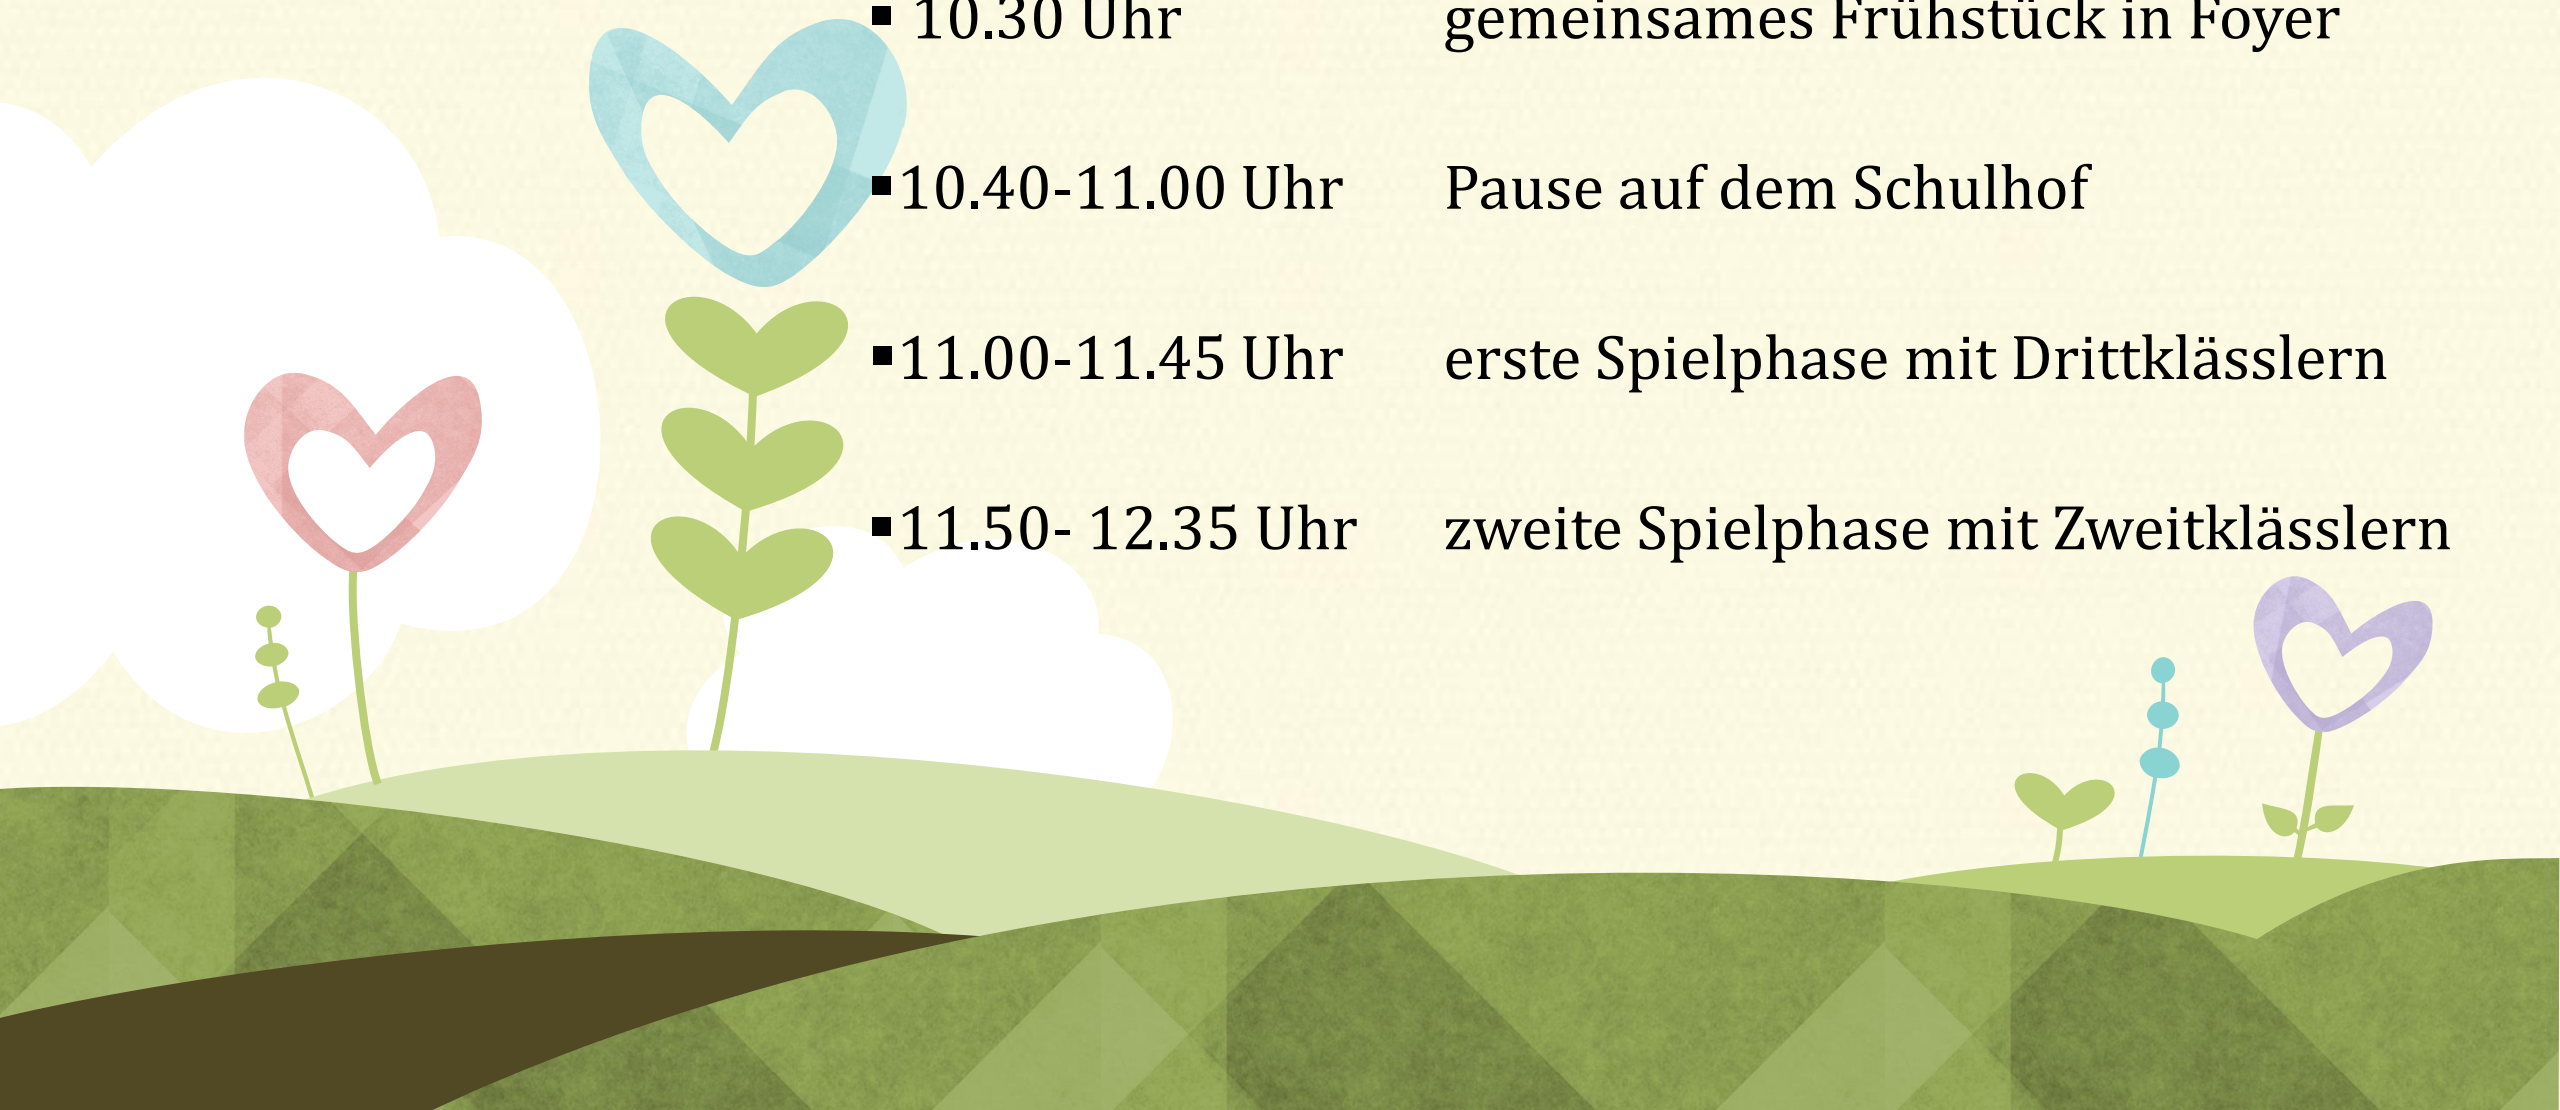 ▪ 10.30 Uhr gemeinsames Frühstück in Foyer
▪10.40-11.00 Uhr Pause auf dem Schulhof
▪11.00-11.45 Uhr erste Spielphase mit Drittklässlern
▪11.50- 12.35 Uhr zweite Spielphase mit Zweitklässlern